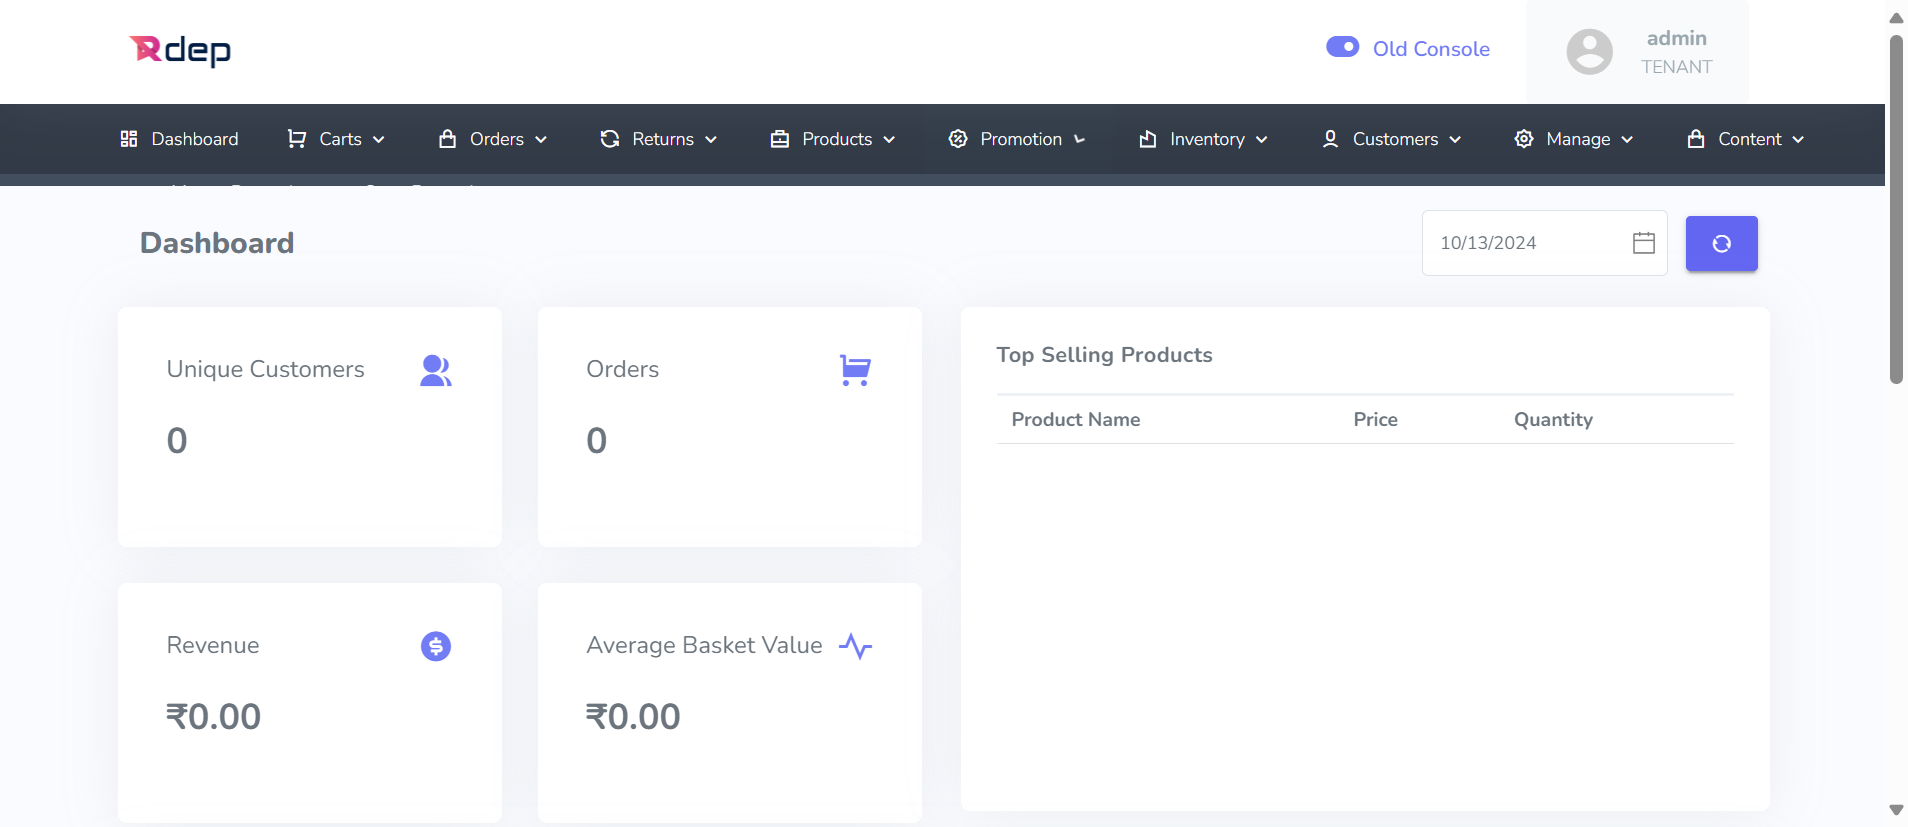 Rdep
Old Console
admin
TENANT
Dashboard Carts Orders Returns Products Promotion Inventory Customers Manage Content
Dashboard
10/13/2024
Unique Customers
0
Orders
0
Top Selling Products
Product Name Price Quantity
Revenue
₹0.00
Average Basket Value
₹0.00